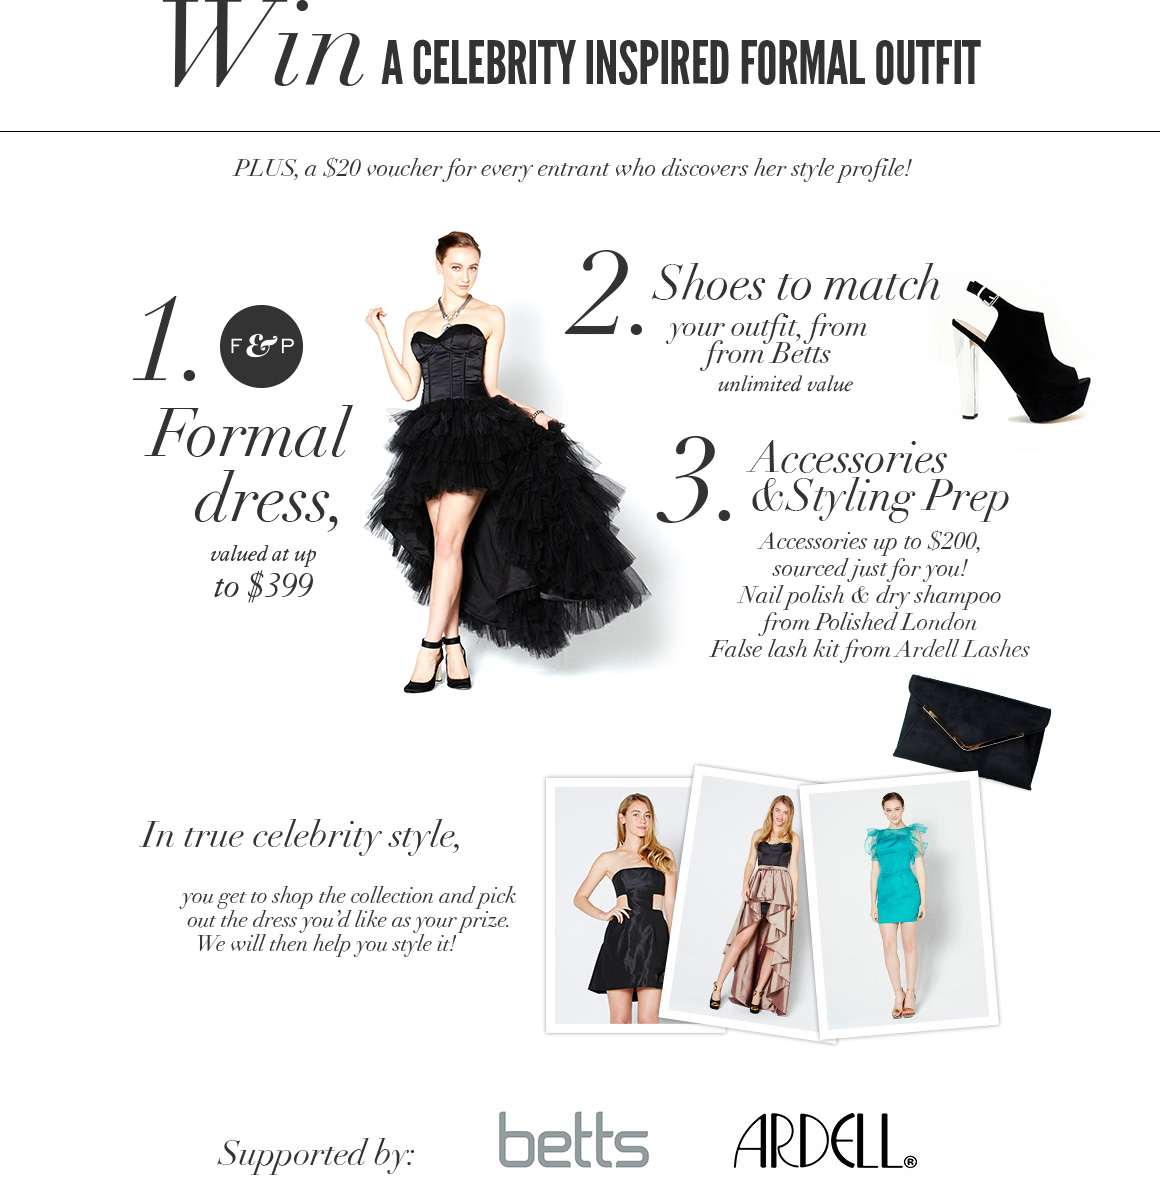 Win A CELEBRITY INSPIRED FORMAL OUTFIT
PLUS, a $20 voucher for every entrant who discovers her style profile!
1.
F & P
Formal
dress,
valued at up
to $399
2.
Shoes to match
your outfit, from
from Betts
unlimited value
3.
Accessories
&Styling Prep
Accessories up to $200,
sourced just for you!
Nail polish & dry shampoo
from Polished London
False lash kit from Ardell Lashes
In true celebrity style,
you get to shop the collection and pick
out the dress you'd like as your prize.
We will then help you style it!
Supported by:
betts
ARDELL®